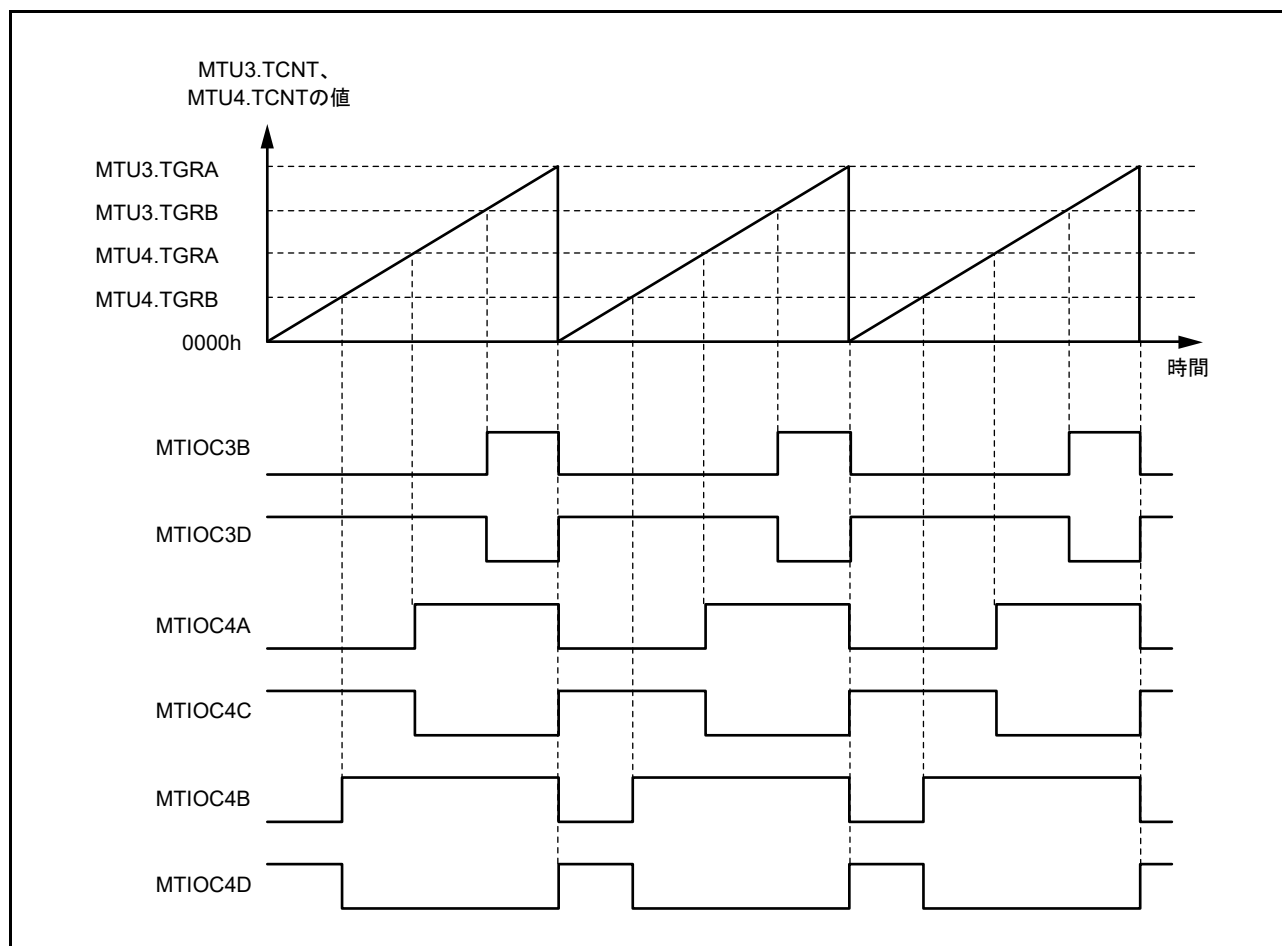 MTU3.TCNT、
MTU4.TCNTの値
MTU3.TGRA
MTU3.TGRB
MTU4.TGRA
MTU4.TGRB
0000h
時間
MTIOC3B
MTIOC3D
MTIOC4A
MTIOC4C
MTIOC4B
MTIOC4D